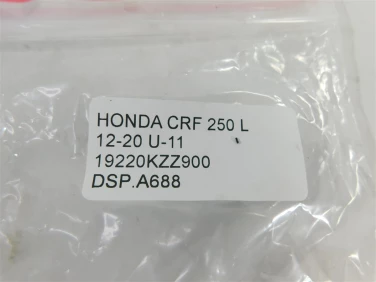 HONDA CRF 250 L
12-20 U-11
19220KZZ900
DSP.A688